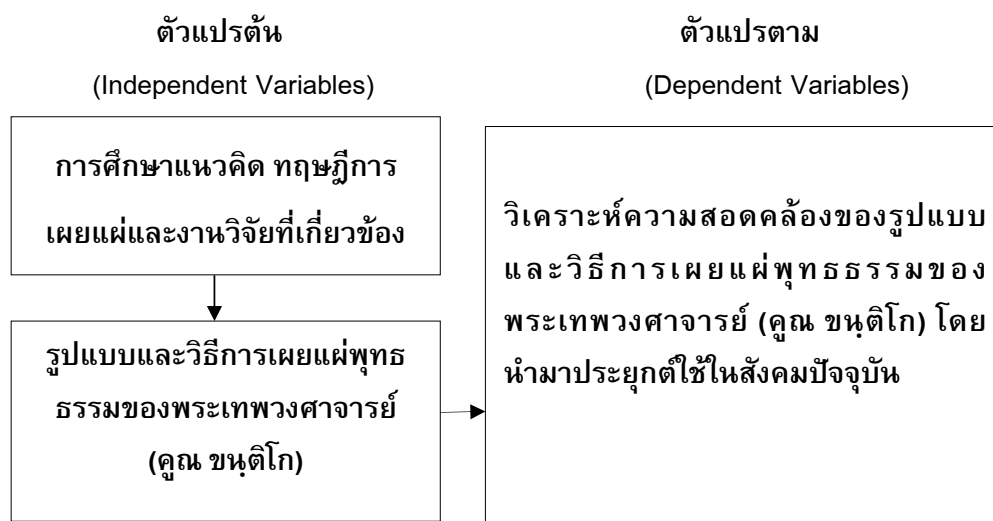 ตัวแปรต้น
(Independent Variables)
การศึกษาแนวคิด ทฤษฎีการ
เผยแผ่และงานวิจัยที่เกี่ยวข้อง
รูปแบบและวิธีการเผยแผ่พุทธ
ธรรมของพระเทพวงศาจารย์
(คูณ ขนฺติโก)
ตัวแปรตาม
(Dependent Variables)
วิเคราะห์ความสอดคล้องของรูปแบบ
และวิธีการเผยแผ่พุทธธรรมของ
พระเทพวงศาจารย์ (คูณ ขนฺติโก) โดย
นำมาประยุกต์ใช้ในสังคมปัจจุบัน